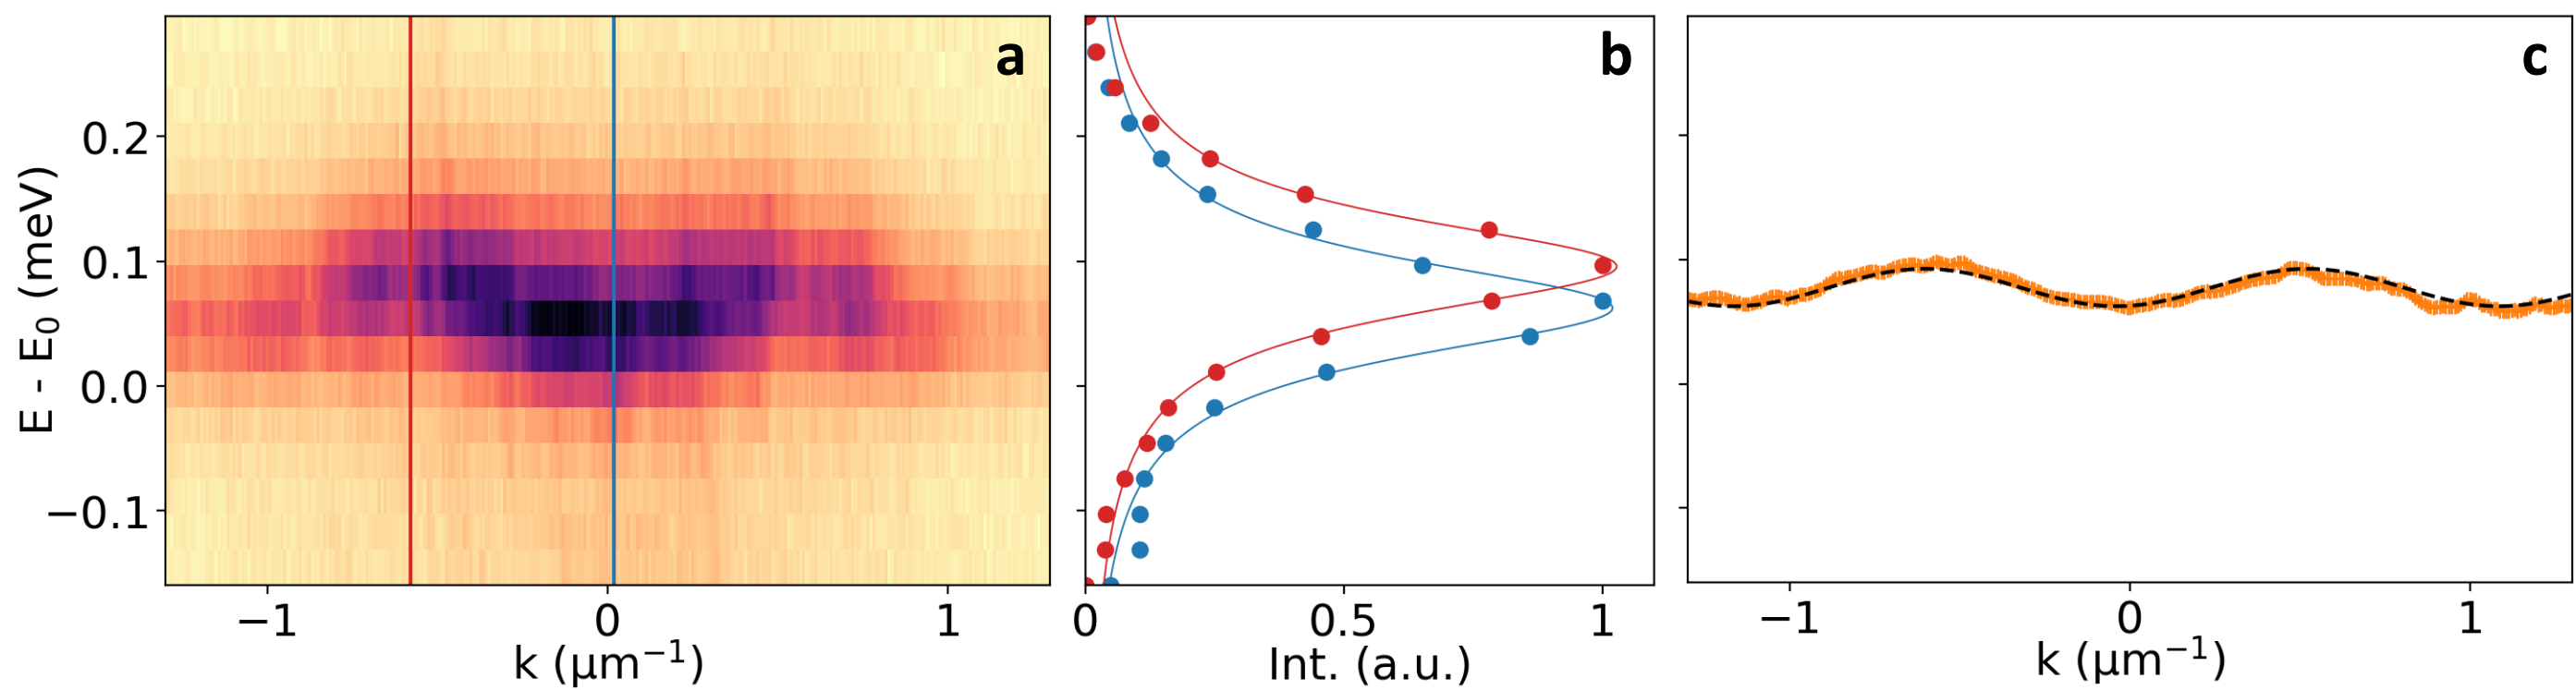 a
b
c
E - E₀ (meV)
0.2
0.1
0.0
−0.1
−1
0
1
k (μm⁻¹)
0
0.5
1
Int. (a.u.)
−1
0
1
k (μm⁻¹)